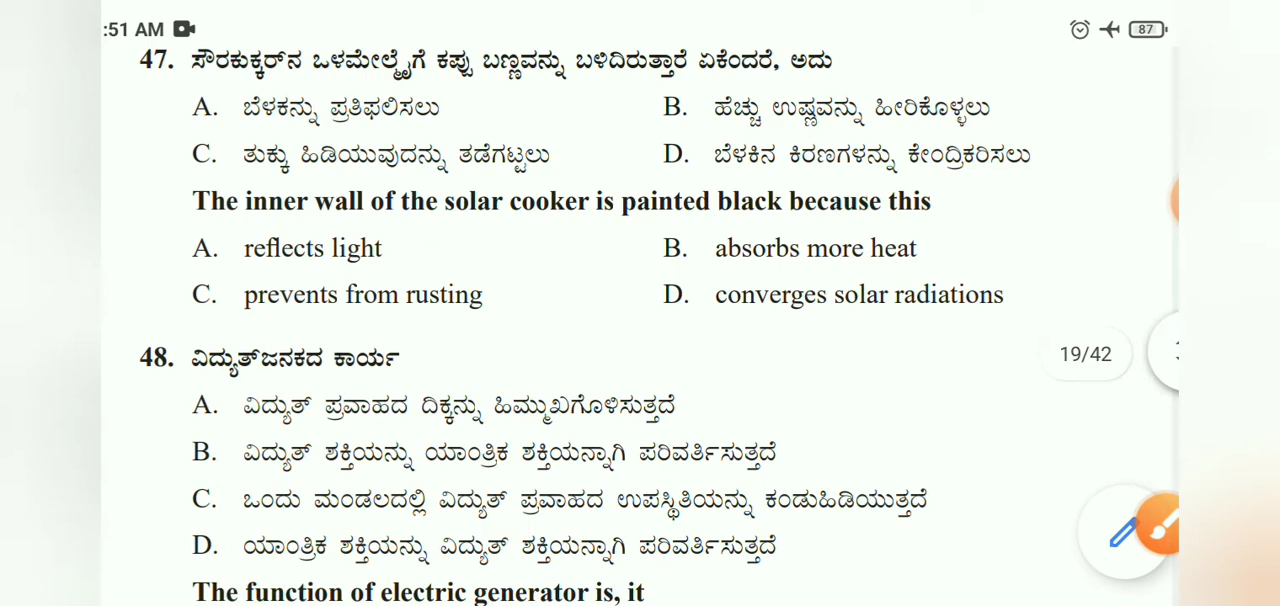 :51 AM
87
47. ಸೌರಕುಕ್ಕರ್‌ನ ಒಳಮೇಲ್ಮೈಗೆ ಕಪ್ಪು ಬಣ್ಣವನ್ನು ಬಳಿದಿರುತ್ತಾರೆ ಏಕೆಂದರೆ, ಅದು
A. ಬೆಳಕನ್ನು ಪ್ರತಿಫಲಿಸಲು B. ಹೆಚ್ಚು ಉಷ್ಣವನ್ನು ಹೀರಿಕೊಳ್ಳಲು
C. ತುಕ್ಕು ಹಿಡಿಯುವುದನ್ನು ತಡೆಗಟ್ಟಲು D. ಬೆಳಕಿನ ಕಿರಣಗಳನ್ನು ಕೇಂದ್ರಿಕರಿಸಲು
The inner wall of the solar cooker is painted black because this
A. reflects light B. absorbs more heat
C. prevents from rusting D. converges solar radiations
48. ವಿದ್ಯುತ್‌ಜನಕದ ಕಾರ್ಯ
19/42
A. ವಿದ್ಯುತ್ ಪ್ರವಾಹದ ದಿಕ್ಕನ್ನು ಹಿಮ್ಮುಖಗೊಳಿಸುತ್ತದೆ
B. ವಿದ್ಯುತ್ ಶಕ್ತಿಯನ್ನು ಯಾಂತ್ರಿಕ ಶಕ್ತಿಯನ್ನಾಗಿ ಪರಿವರ್ತಿಸುತ್ತದೆ
C. ಒಂದು ಮಂಡಲದಲ್ಲಿ ವಿದ್ಯುತ್ ಪ್ರವಾಹದ ಉಪಸ್ಥಿತಿಯನ್ನು ಕಂಡುಹಿಡಿಯುತ್ತದೆ
D. ಯಾಂತ್ರಿಕ ಶಕ್ತಿಯನ್ನು ವಿದ್ಯುತ್ ಶಕ್ತಿಯನ್ನಾಗಿ ಪರಿವರ್ತಿಸುತ್ತದೆ
The function of electric generator is, it